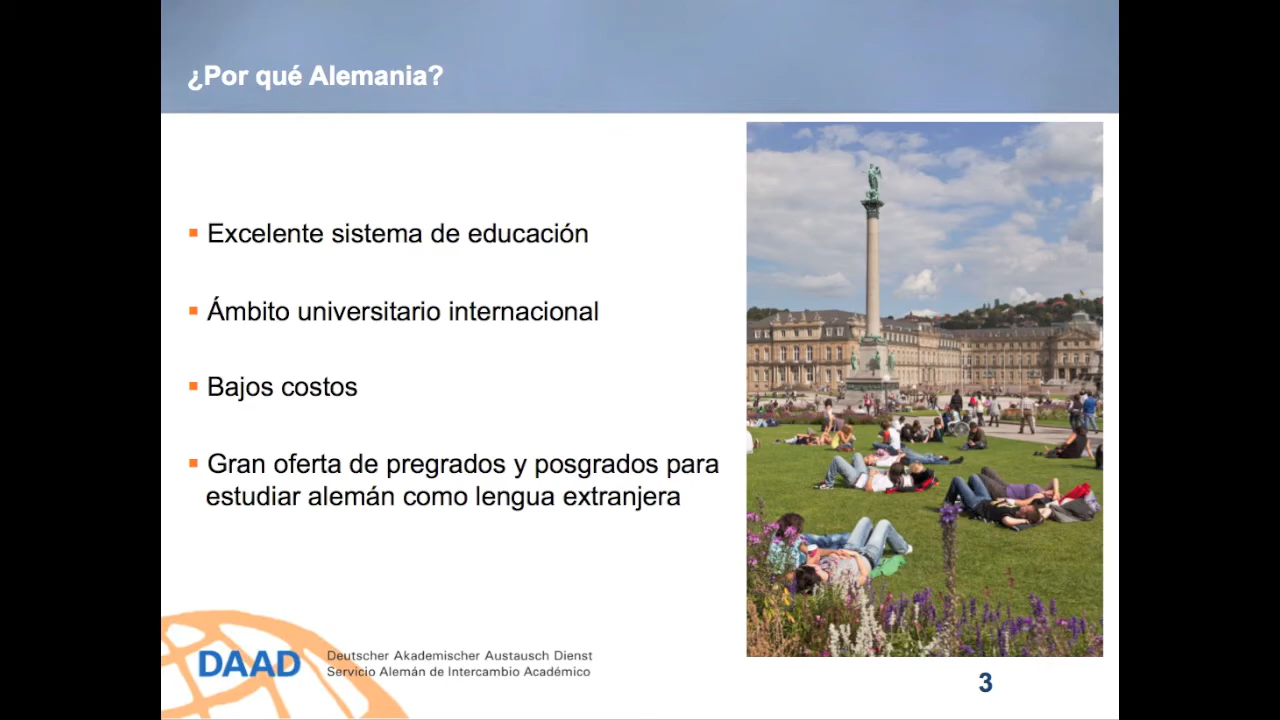 ¿Por qué Alemania?
Excelente sistema de educación
Ámbito universitario internacional
Bajos costos
Gran oferta de pregrados y posgrados para
estudiar alemán como lengua extranjera
DAAD
Deutscher Akademischer Austausch Dienst
Servicio Alemán de Intercambio Académico
3